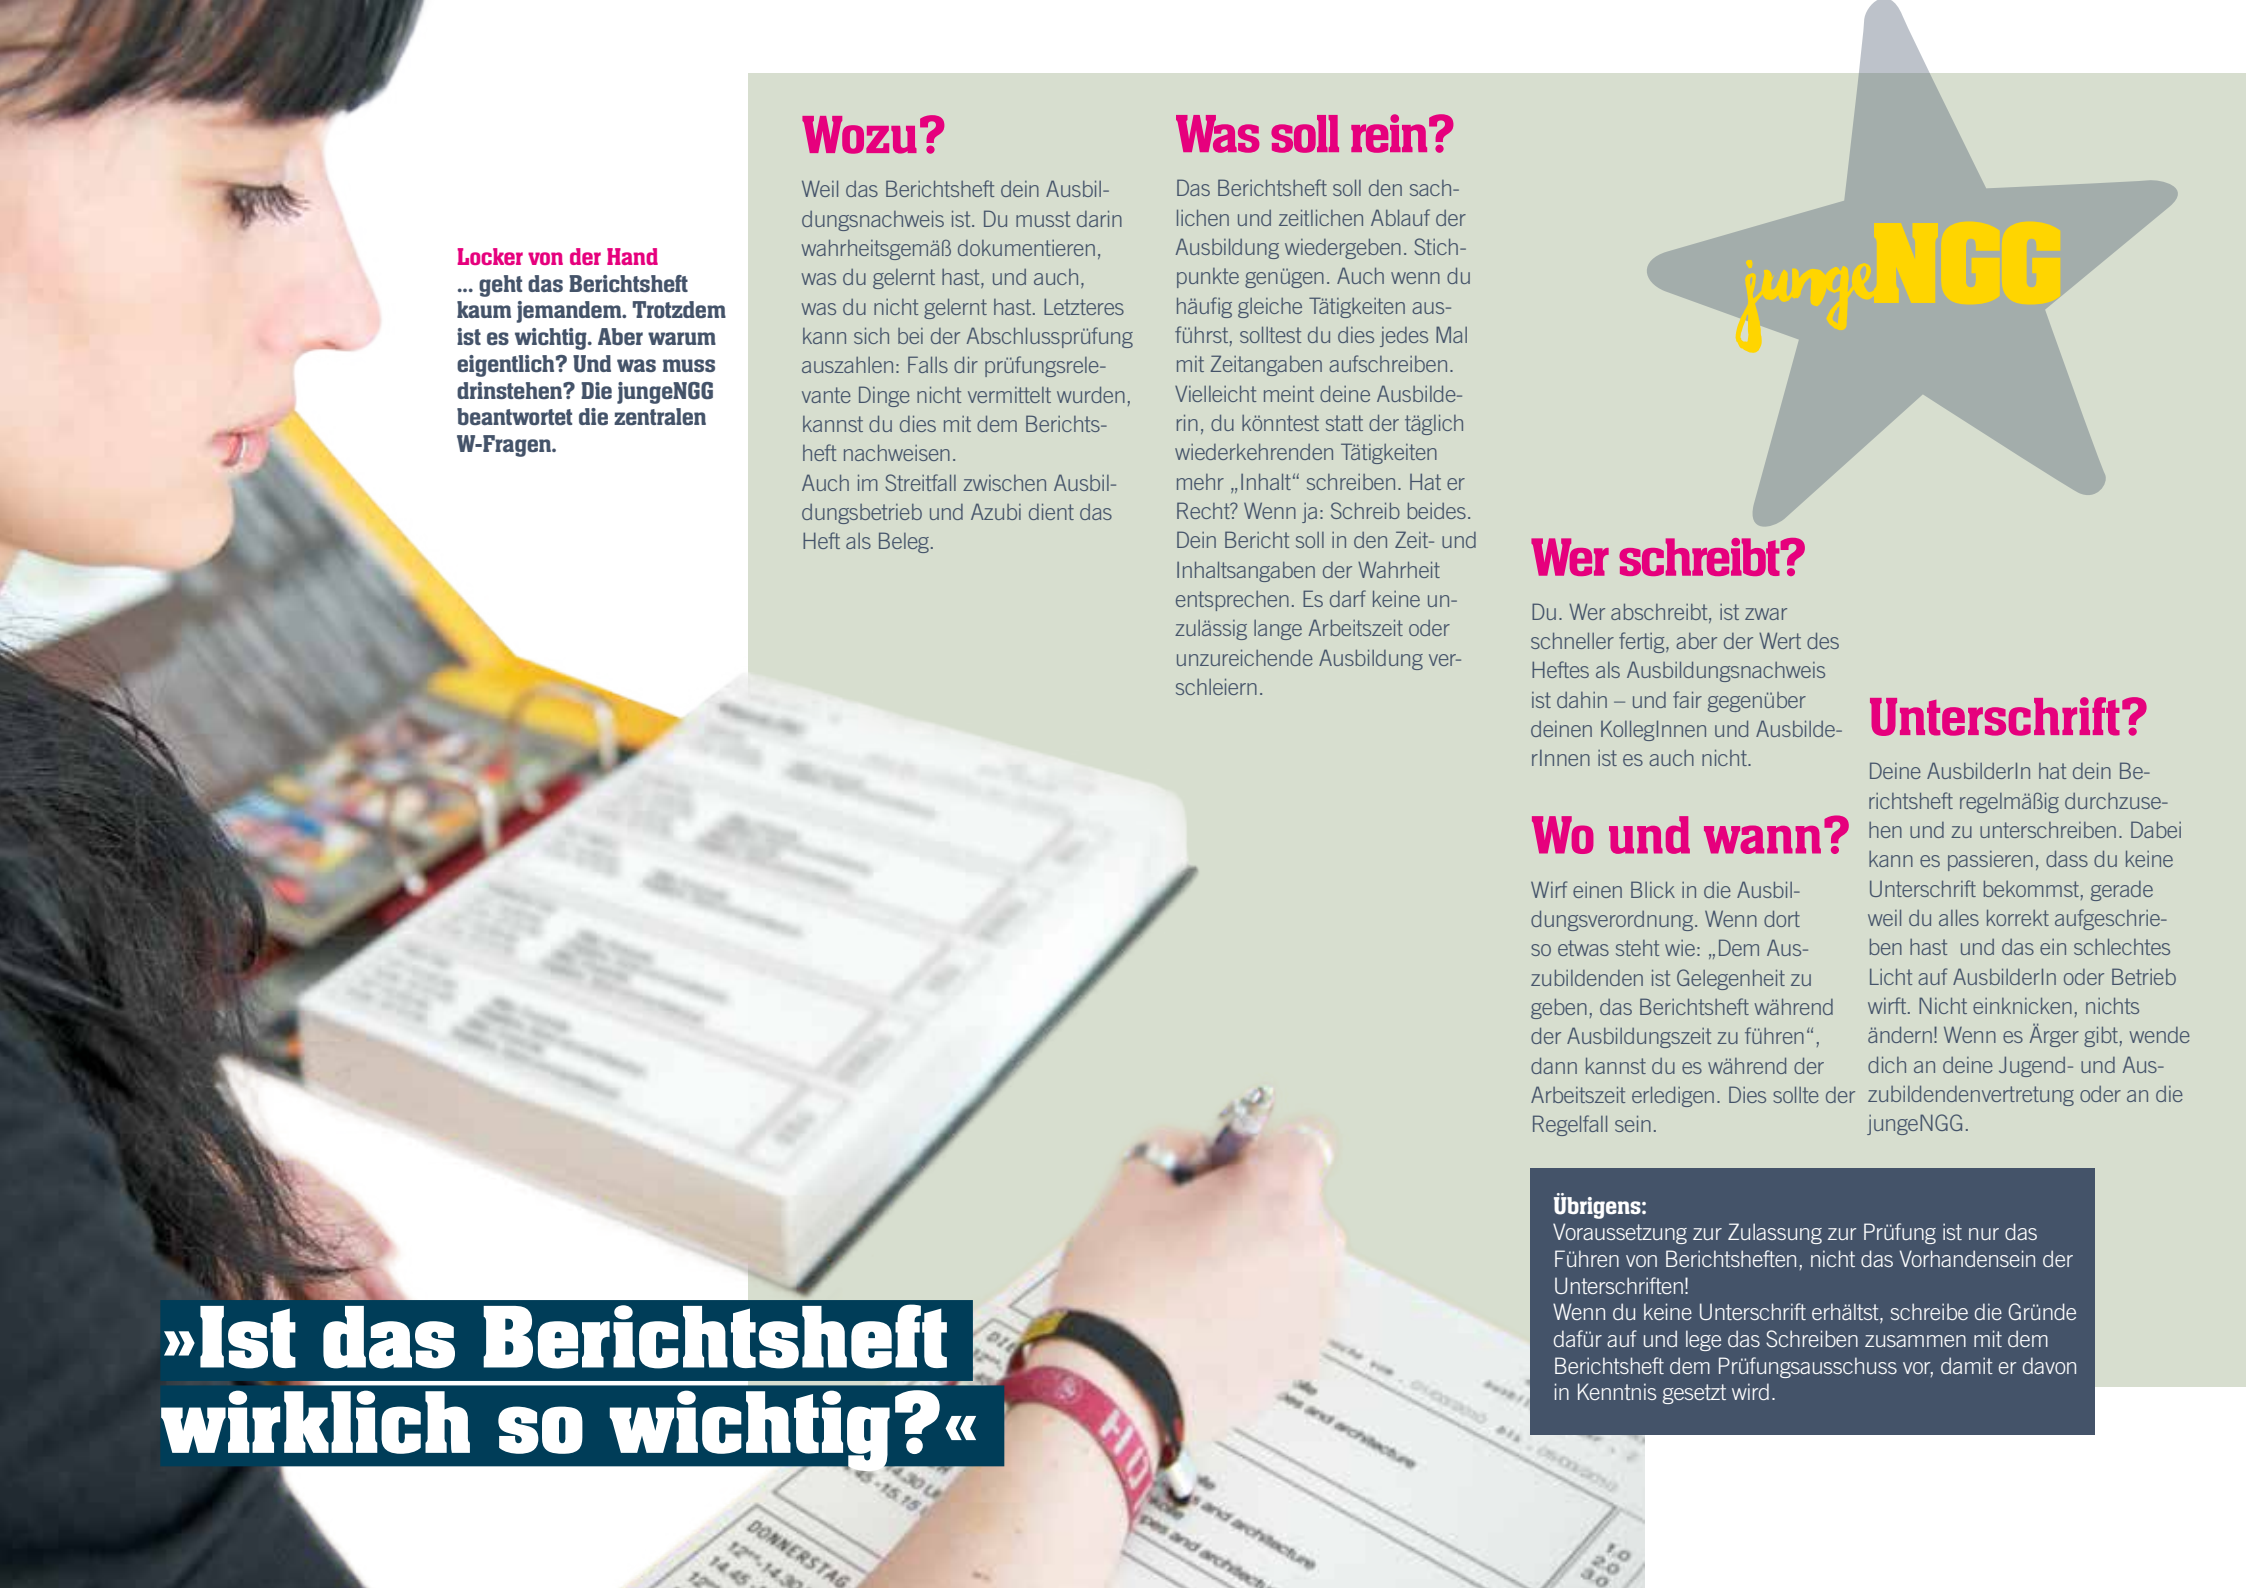 Locker von der Hand
... geht das Berichtsheft
kaum jemandem. Trotzdem
ist es wichtig. Aber warum
eigentlich? Und was muss
drinstehen? Die jungeNGG
beantwortet die zentralen
W-Fragen.
Wozu?
Weil das Berichtsheft dein Ausbil-
dungsnachweis ist. Du musst darin
wahrheitsgemäß dokumentieren,
was du gelernt hast, und auch,
was du nicht gelernt hast. Letzteres
kann sich bei der Abschlussprüfung
auszahlen: Falls dir prüfungsrele-
vante Dinge nicht vermittelt wurden,
kannst du dies mit dem Berichts-
heft nachweisen.
Auch im Streitfall zwischen Ausbil-
dungsbetrieb und Azubi dient das
Heft als Beleg.
Was soll rein?
Das Berichtsheft soll den sach-
lichen und zeitlichen Ablauf der
Ausbildung wiedergeben. Stich-
punkte genügen. Auch wenn du
häufig gleiche Tätigkeiten aus-
führst, solltest du dies jedes Mal
mit Zeitangaben aufschreiben.
Vielleicht meint deine Ausbilde-
rin, du könntest statt der täglich
wiederkehrenden Tätigkeiten
mehr „Inhalt“ schreiben. Hat er
Recht? Wenn ja: Schreib beides.
Dein Bericht soll in den Zeit- und
Inhaltsangaben der Wahrheit
entsprechen. Es darf keine un-
zulässig lange Arbeitszeit oder
unzureichende Ausbildung ver-
schleiern.
jungeNGG
Wer schreibt?
Du. Wer abschreibt, ist zwar
schneller fertig, aber der Wert des
Heftes als Ausbildungsnachweis
ist dahin – und fair gegenüber
deinen KollegInnen und Ausbilde-
rInnen ist es auch nicht.
Wo und wann?
Wirf einen Blick in die Ausbil-
dungsverordnung. Wenn dort
so etwas steht wie: „Dem Aus-
zubildenden ist Gelegenheit zu
geben, das Berichtsheft während
der Ausbildungszeit zu führen“,
dann kannst du es während der
Arbeitszeit erledigen. Dies sollte der
Regelfall sein.
Unterschrift?
Deine AusbilderIn hat dein Be-
richtsheft regelmäßig durchzuse-
hen und zu unterschreiben. Dabei
kann es passieren, dass du keine
Unterschrift bekommst, gerade
weil du alles korrekt aufgeschrie-
ben hast und das ein schlechtes
Licht auf AusbilderIn oder Betrieb
wirft. Nicht einknicken, nichts
ändern! Wenn es Ärger gibt, wende
dich an deine Jugend- und Aus-
zubildendenvertretung oder an die
jungeNGG.
Übrigens:
Voraussetzung zur Zulassung zur Prüfung ist nur das
Führen von Berichtsheften, nicht das Vorhandensein der
Unterschriften!
Wenn du keine Unterschrift erhältst, schreibe die Gründe
dafür auf und lege das Schreiben zusammen mit dem
Berichtsheft dem Prüfungsausschuss vor, damit er davon
in Kenntnis gesetzt wird.
»Ist das Berichtsheft
wirklich so wichtig?«
and architecture
and architecture
DONNERSTAG
1.0
2.0
3.0